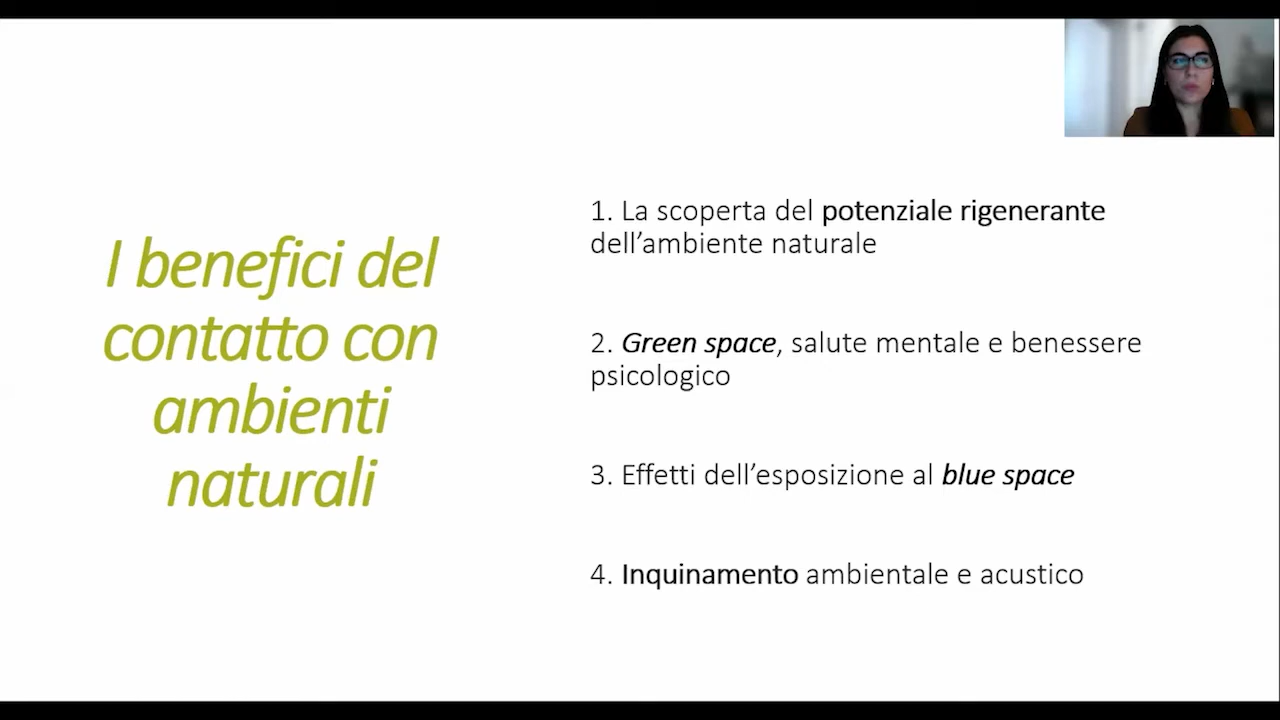 I benefici del
contatto con
ambienti
naturali
1. La scoperta del potenziale rigenerante
dell’ambiente naturale
2. Green space, salute mentale e benessere
psicologico
3. Effetti dell’esposizione al blue space
4. Inquinamento ambientale e acustico